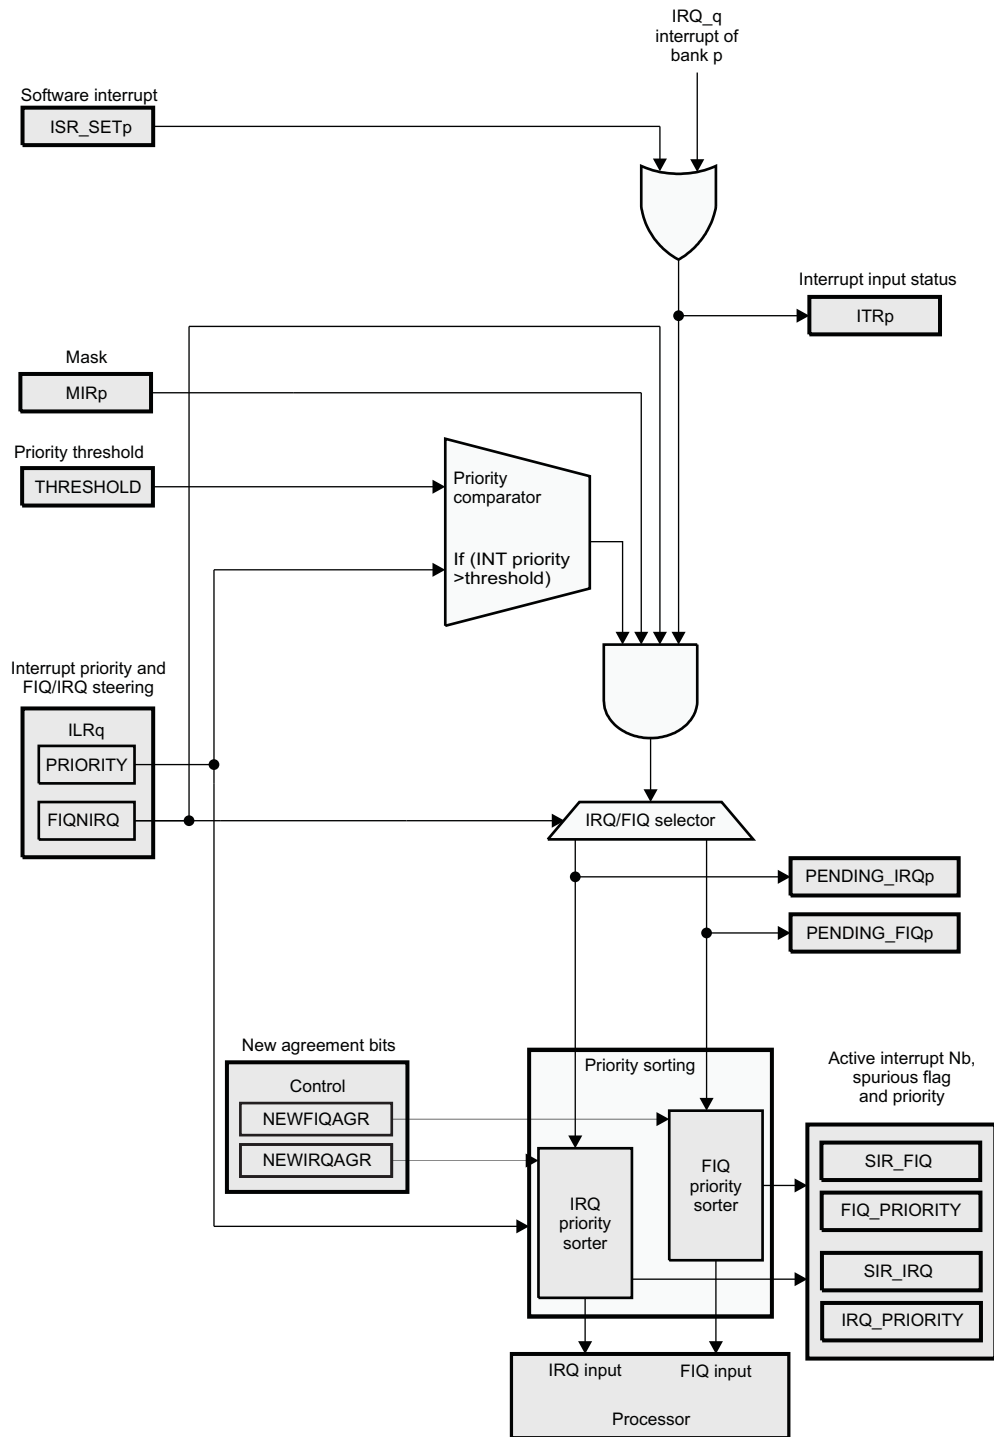 IRQ_q
interrupt of
bank p
Software interrupt
ISR_SETp
Interrupt input status
ITRp
Mask
MIRp
Priority threshold
THRESHOLD
Priority
comparator
If (INT priority
>threshold)
Interrupt priority and
FIQ/IRQ steering
ILRq
PRIORITY
FIQNIRQ
IRQ/FIQ selector
PENDING_IRQp
PENDING_FIQp
New agreement bits
Control
NEWFIQAGR
NEWIRQAGR
Priority sorting
IRQ
priority
sorter
FIQ
priority
sorter
Active interrupt Nb,
spurious flag
and priority
SIR_FIQ
FIQ_PRIORITY
SIR_IRQ
IRQ_PRIORITY
IRQ input
FIQ input
Processor